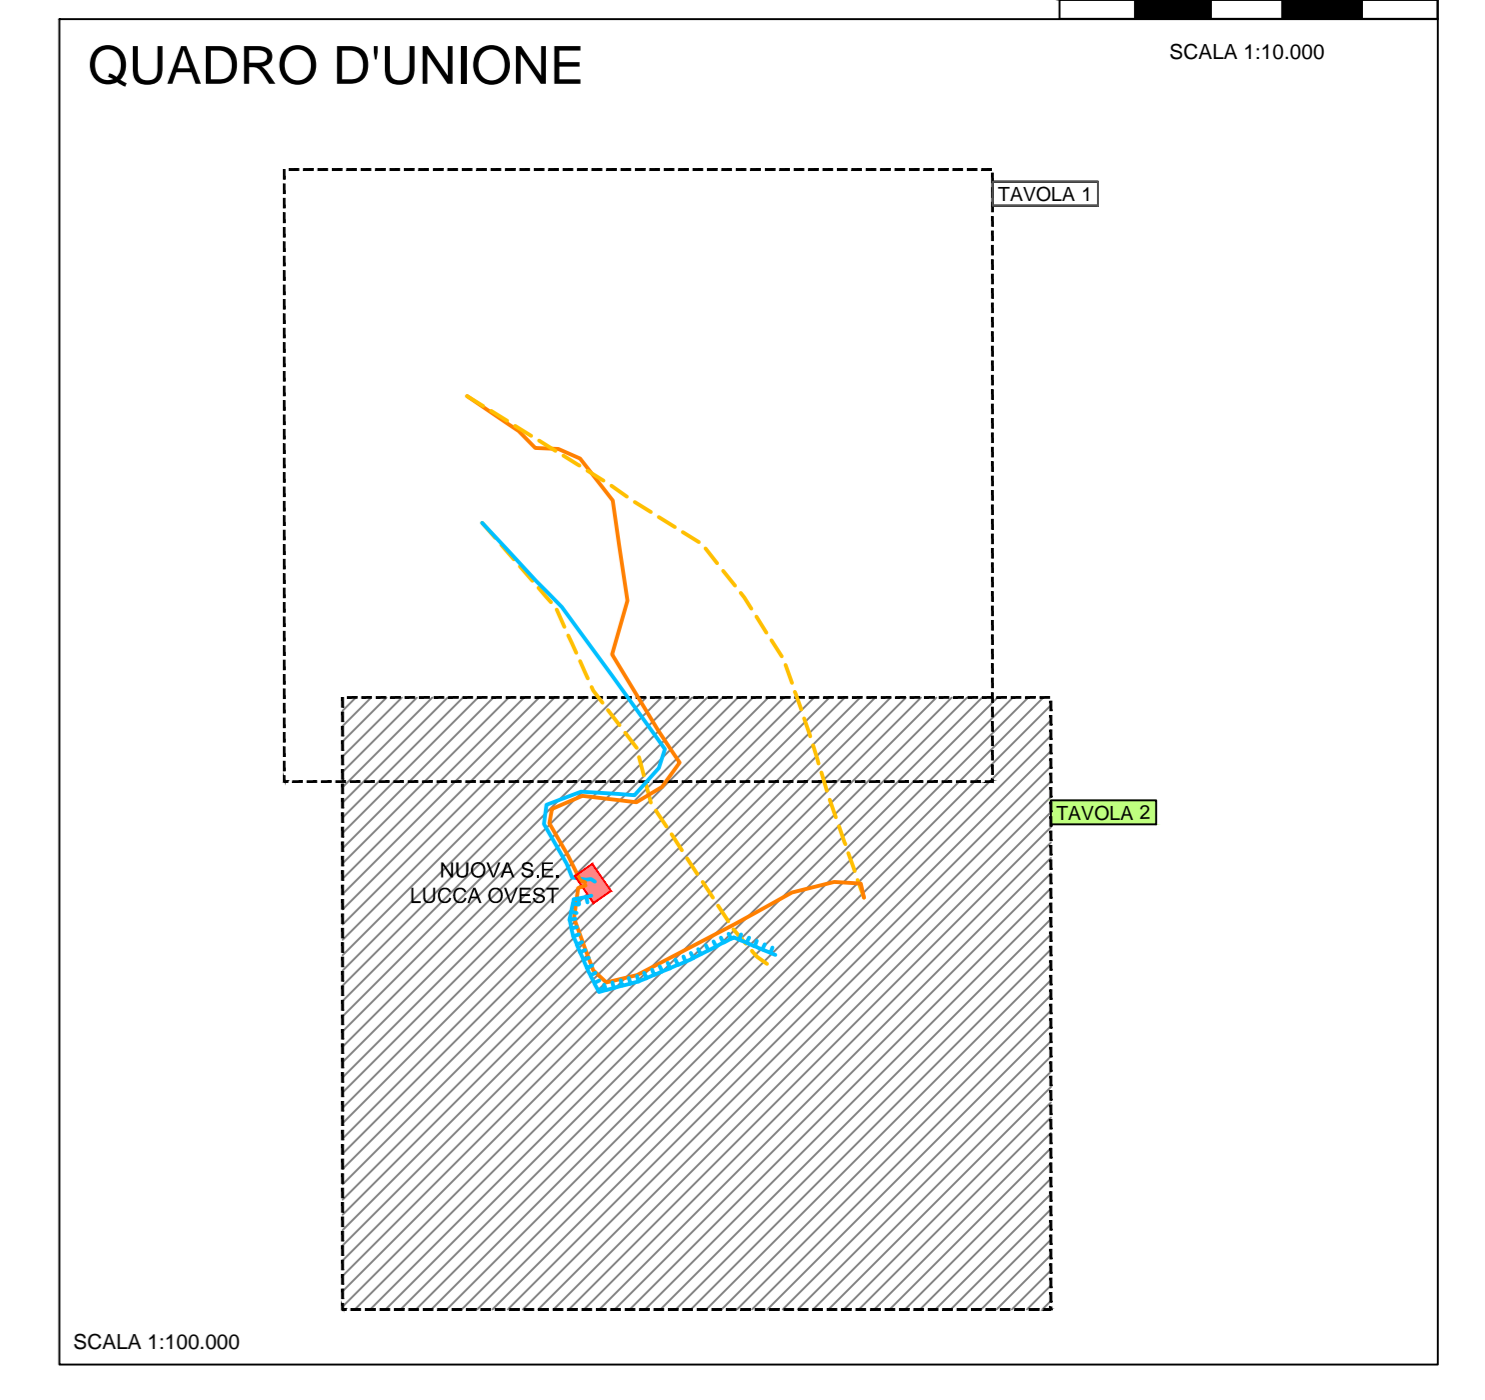 SCALA 1:10.000
QUADRO D'UNIONE
TAVOLA 1
TAVOLA 2
NUOVA S.E.
LUCCA OVEST
SCALA 1:100.000